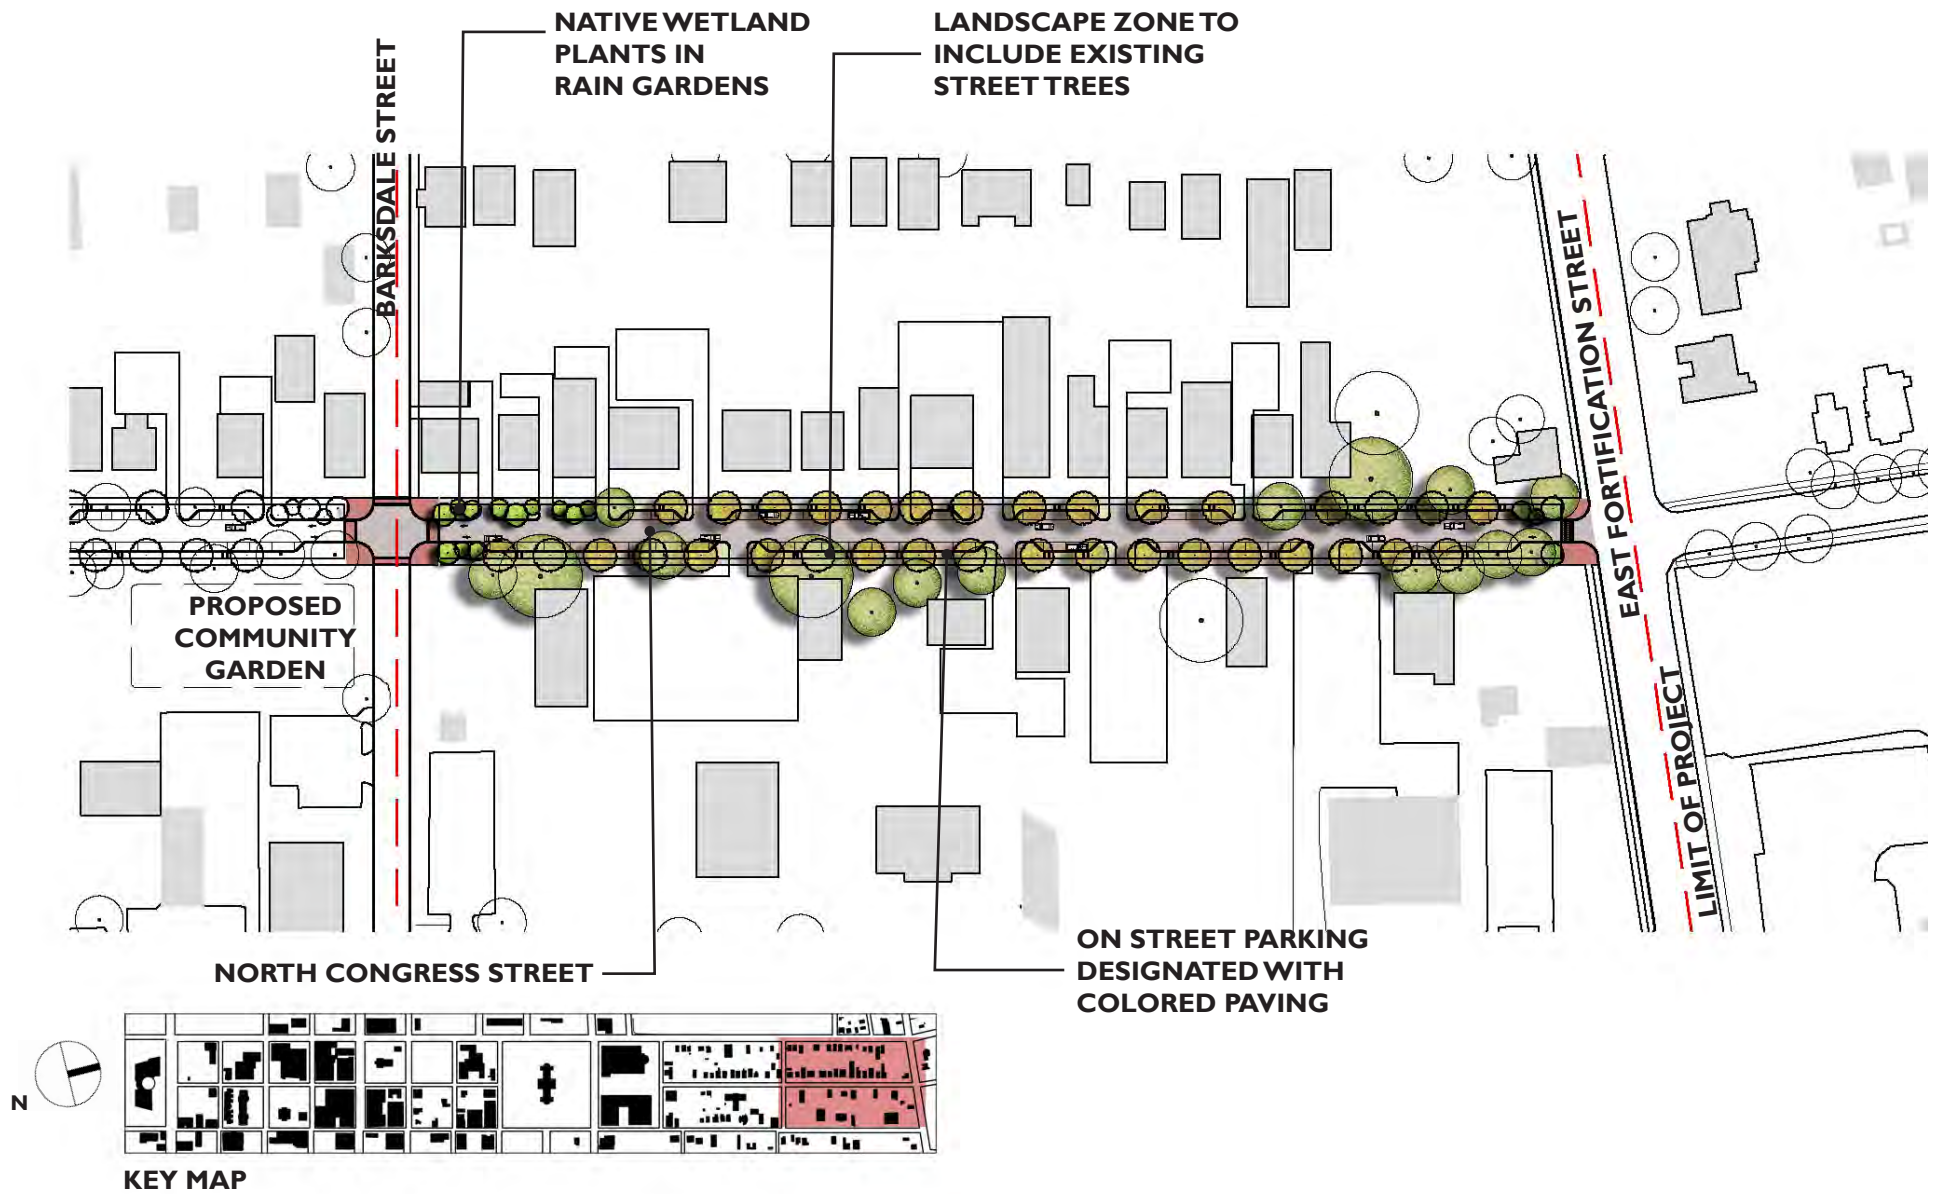 NATIVE WETLAND
PLANTS IN
RAIN GARDENS
LANDSCAPE ZONE TO
INCLUDE EXISTING
STREET TREES
BARKSDALE STREET
EAST FORTIFICATION STREET
PROPOSED
COMMUNITY
GARDEN
LIMIT OF PROJECT
NORTH CONGRESS STREET
ON STREET PARKING
DESIGNATED WITH
COLORED PAVING
N
KEY MAP